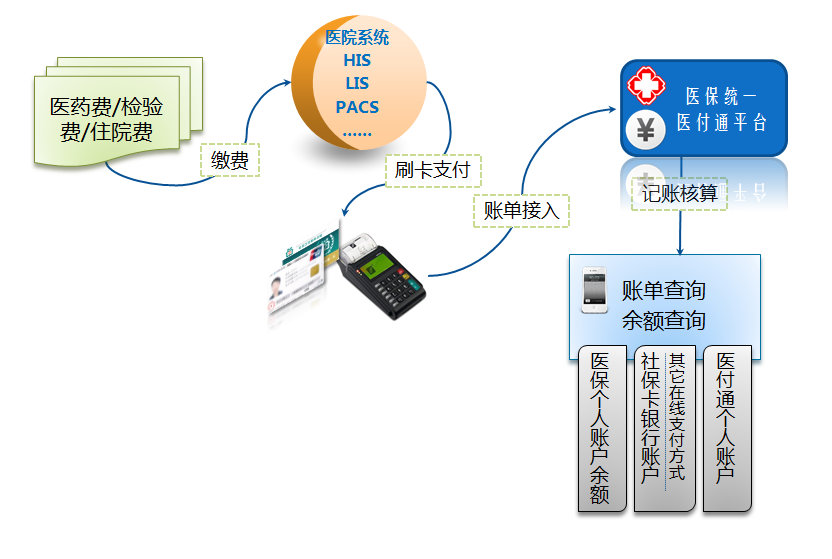 医药费/检验
费/住院费
缴费
医院系统
HIS
LIS
PACS
……
刷卡支付
账单接入
医保统一
医付通平台
¥
记账核算
账单查询
余额查询
医保个人账户余额
社保卡银行账户
其它在线支付方式
医付通个人账户